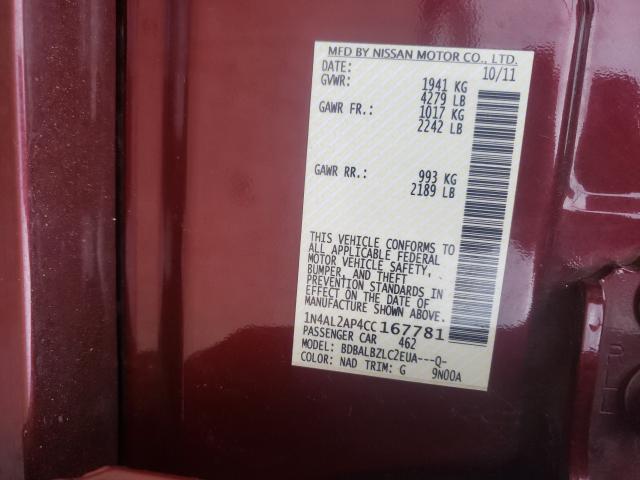 MFD BY NISSAN MOTOR CO., LTD.
DATE: 10/11
GVWR: 1941 KG
4279 LB
GAWR FR.: 1017 KG
2242 LB
GAWR RR.: 993 KG
2189 LB
THIS VEHICLE CONFORMS TO
ALL APPLICABLE FEDERAL
MOTOR VEHICLE SAFETY,
BUMPER, AND THEFT
PREVENTION STANDARDS IN
EFFECT ON THE DATE OF
MANUFACTURE SHOWN ABOVE.
1N4AL2AP4CC167781
PASSENGER CAR 462
MODEL: BDBALBZLC2EUA---Q-
COLOR: NAD TRIM: G 9N00A